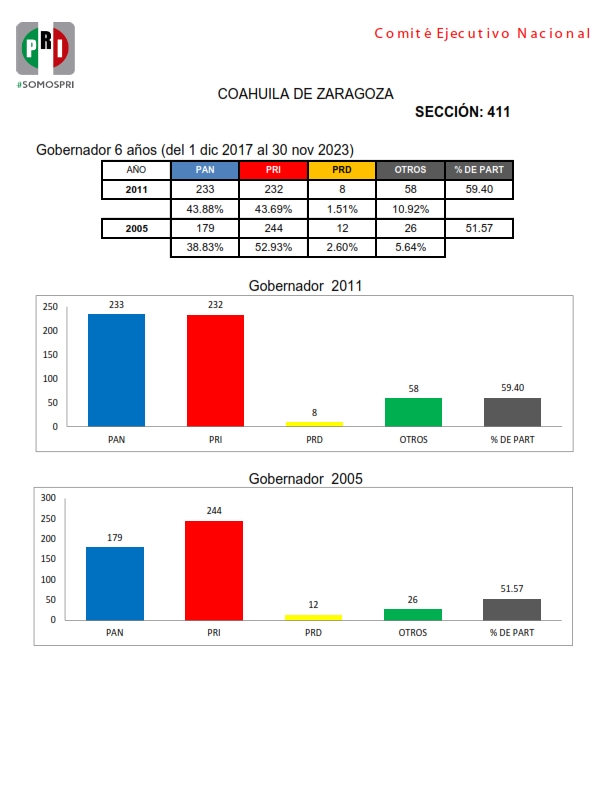 PRI
#SOMOSPRI
Comité Ejecutivo Nacional
COAHUILA DE ZARAGOZA
SECCIÓN: 411
Gobernador 6 años (del 1 dic 2017 al 30 nov 2023)
AÑO PAN PRI PRD OTROS % DE PART
2011 233 232 8 58 59.40
43.88% 43.69% 1.51% 10.92%
2005 179 244 12 26 51.57
38.83% 52.93% 2.60% 5.64%
Gobernador 2011
250
200
150
100
50
0
233 232 8 58 59.40
PAN PRI PRD OTROS % DE PART
Gobernador 2005
300
250
200
150
100
50
0
179 244 12 26 51.57
PAN PRI PRD OTROS % DE PART